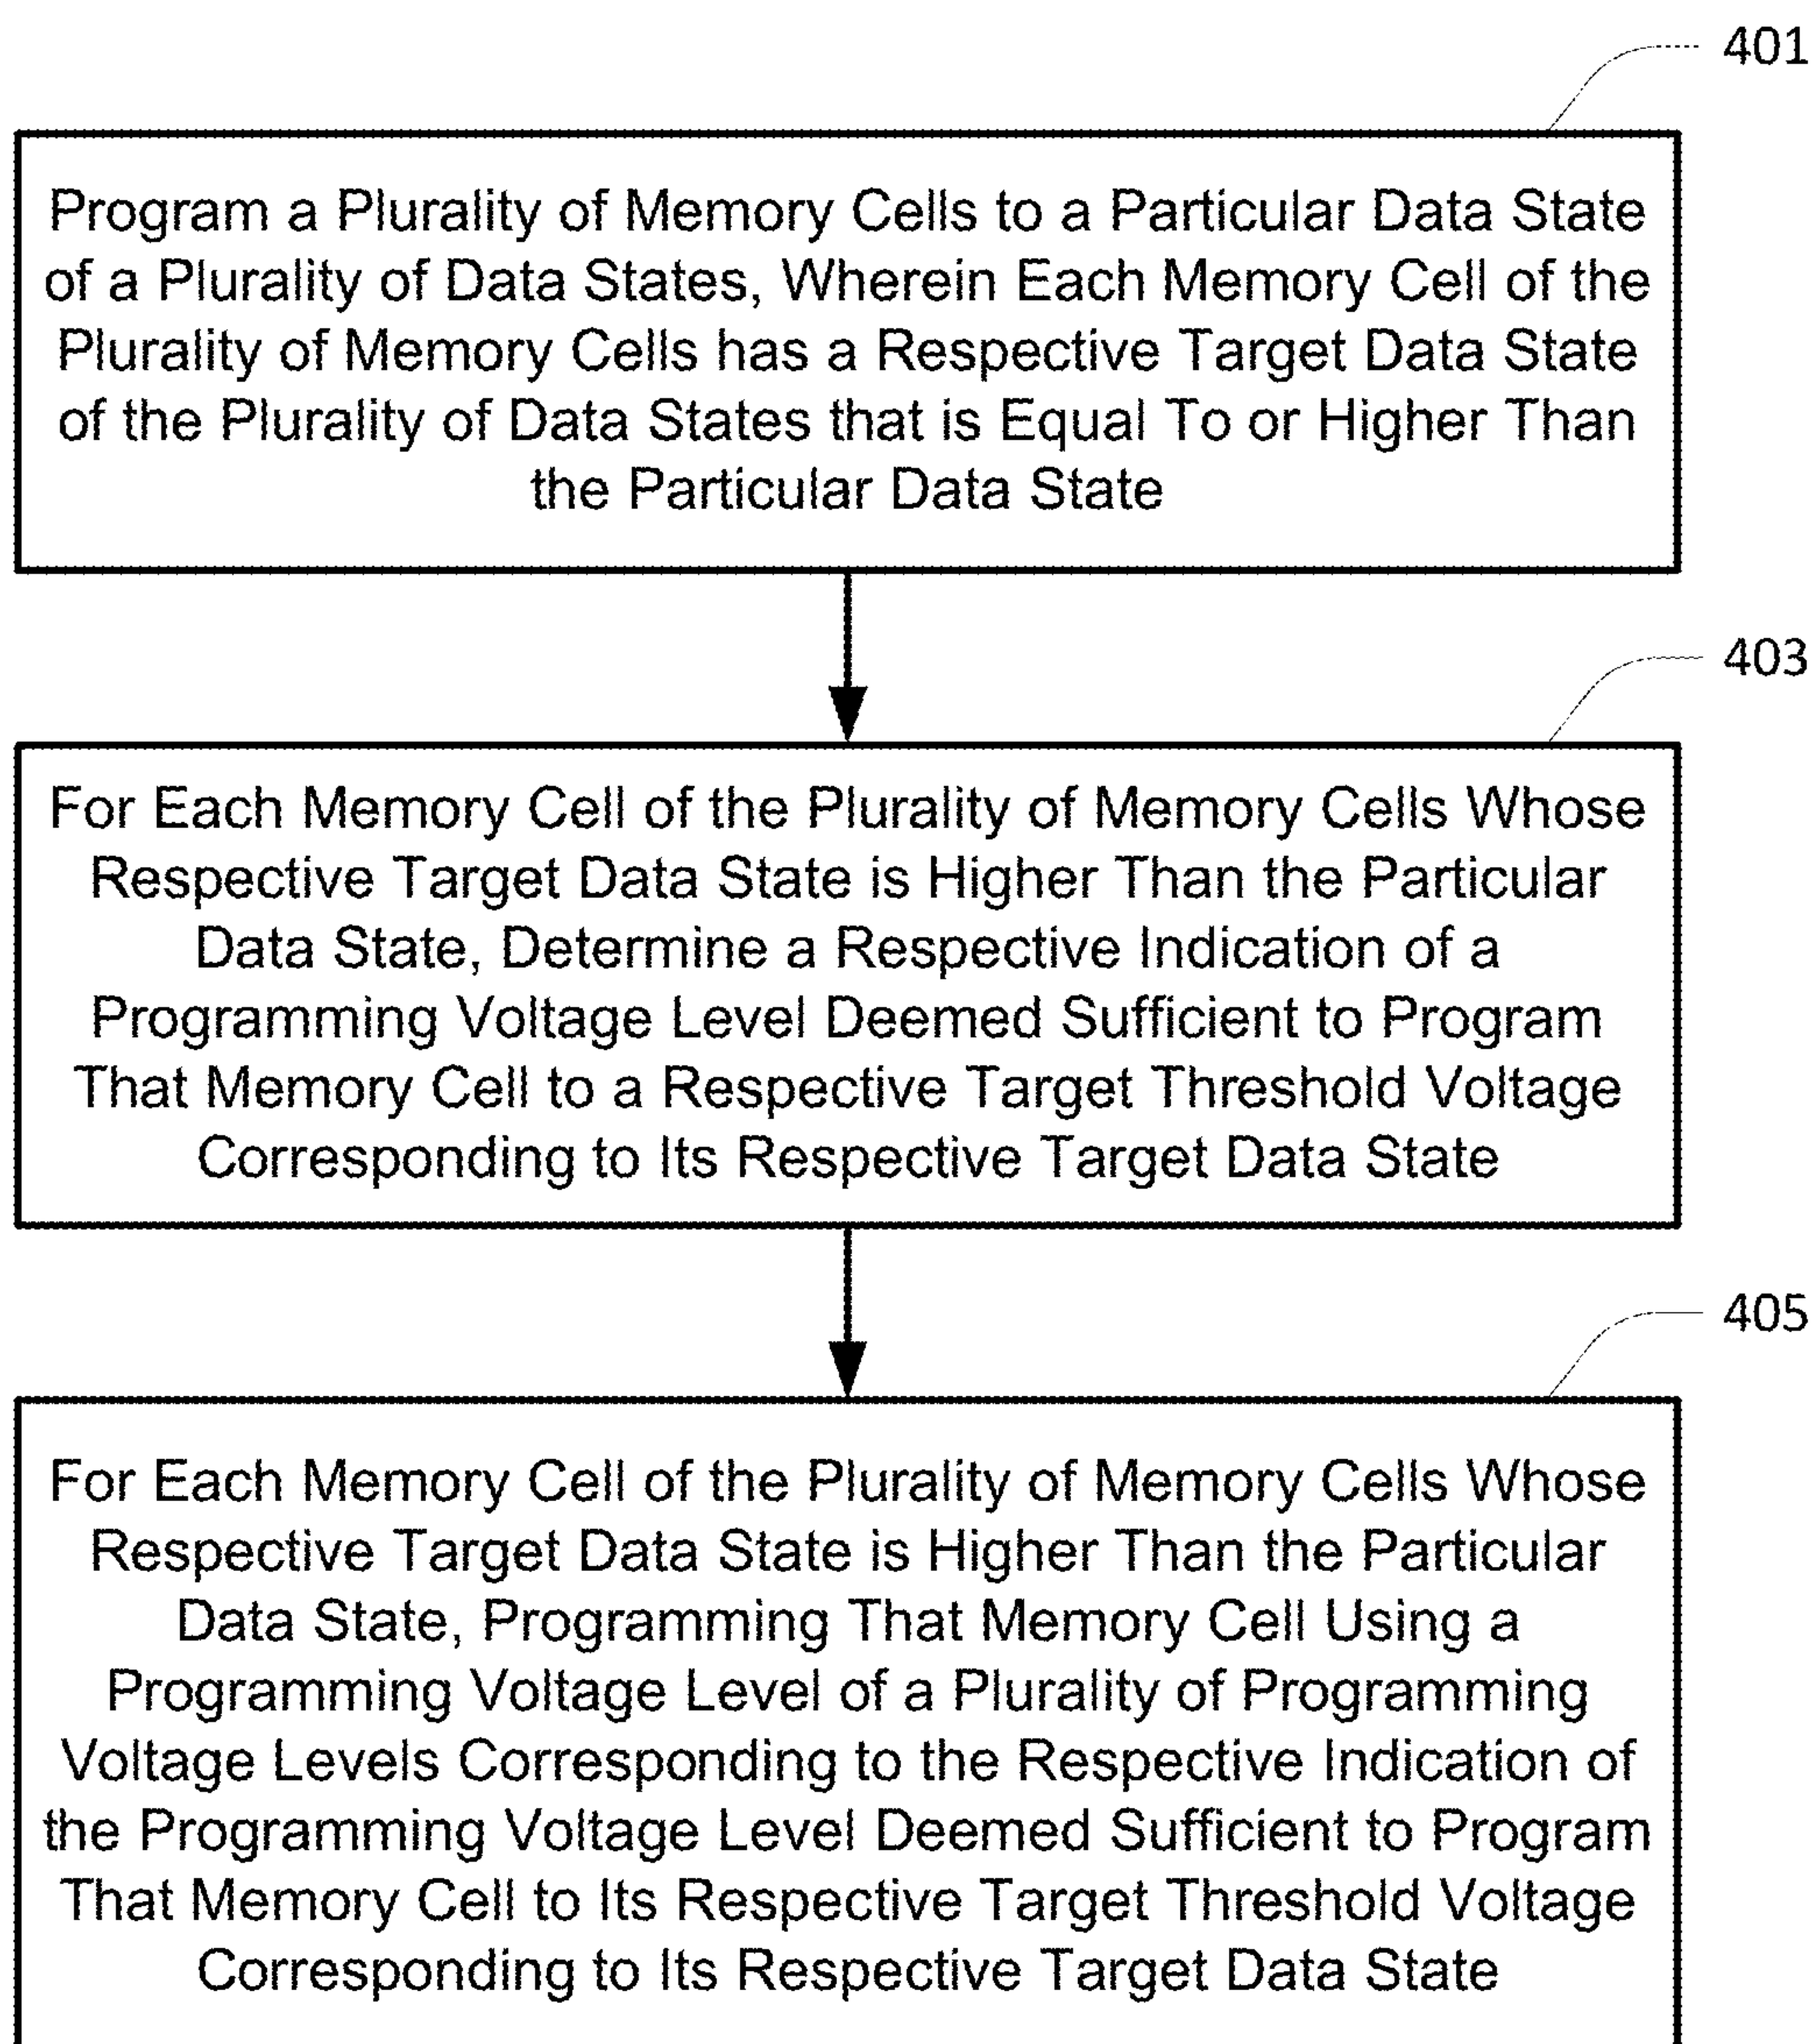 401
Program a Plurality of Memory Cells to a Particular Data State
of a Plurality of Data States, Wherein Each Memory Cell of the
Plurality of Memory Cells has a Respective Target Data State
of the Plurality of Data States that is Equal To or Higher Than
the Particular Data State
403
For Each Memory Cell of the Plurality of Memory Cells Whose
Respective Target Data State is Higher Than the Particular
Data State, Determine a Respective Indication of a
Programming Voltage Level Deemed Sufficient to Program
That Memory Cell to a Respective Target Threshold Voltage
Corresponding to Its Respective Target Data State
405
For Each Memory Cell of the Plurality of Memory Cells Whose
Respective Target Data State is Higher Than the Particular
Data State, Programming That Memory Cell Using a
Programming Voltage Level of a Plurality of Programming
Voltage Levels Corresponding to the Respective Indication of
the Programming Voltage Level Deemed Sufficient to Program
That Memory Cell to Its Respective Target Threshold Voltage
Corresponding to Its Respective Target Data State